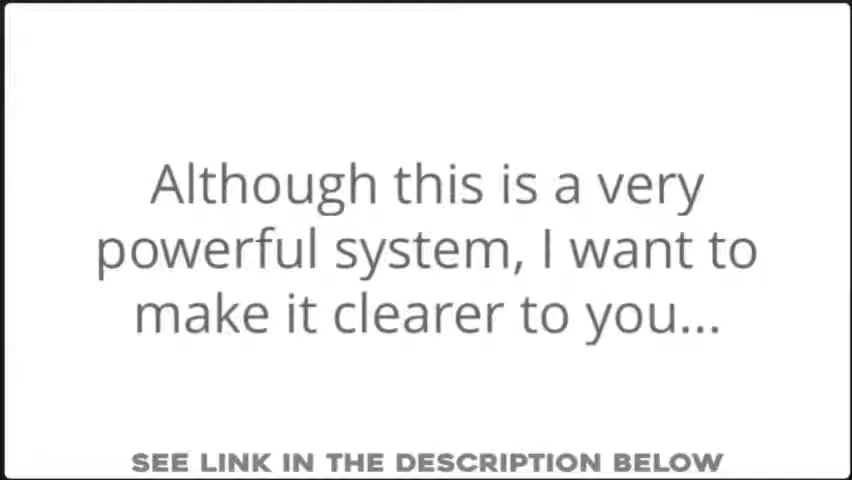 Although this is a very
powerful system, I want to
make it clearer to you...
SEE LINK IN THE DESCRIPTION BELOW